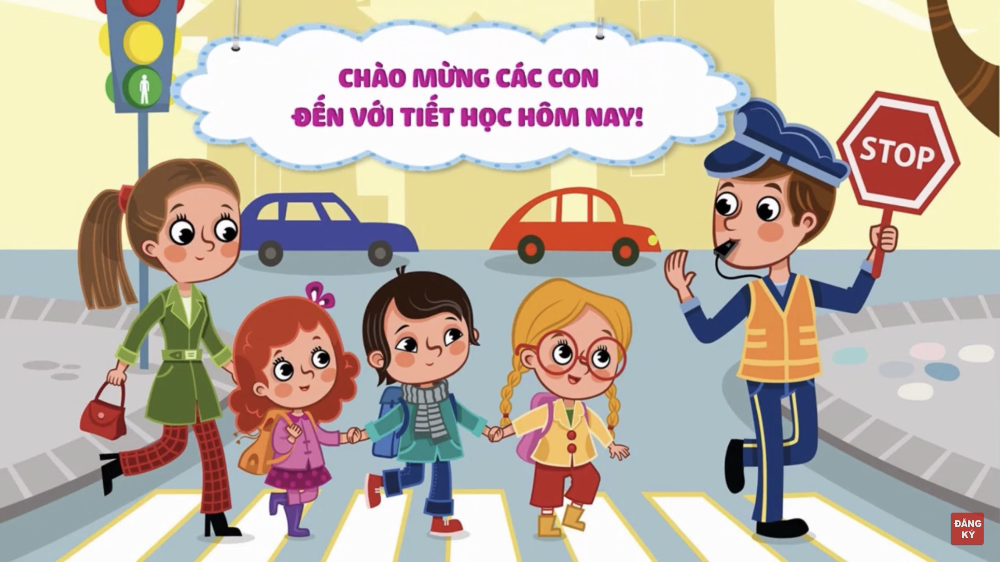 CHÀO MỪNG CÁC CON
ĐẾN VỚI TIẾT HỌC HÔM NAY!
STOP
ĐĂNG
KÝ